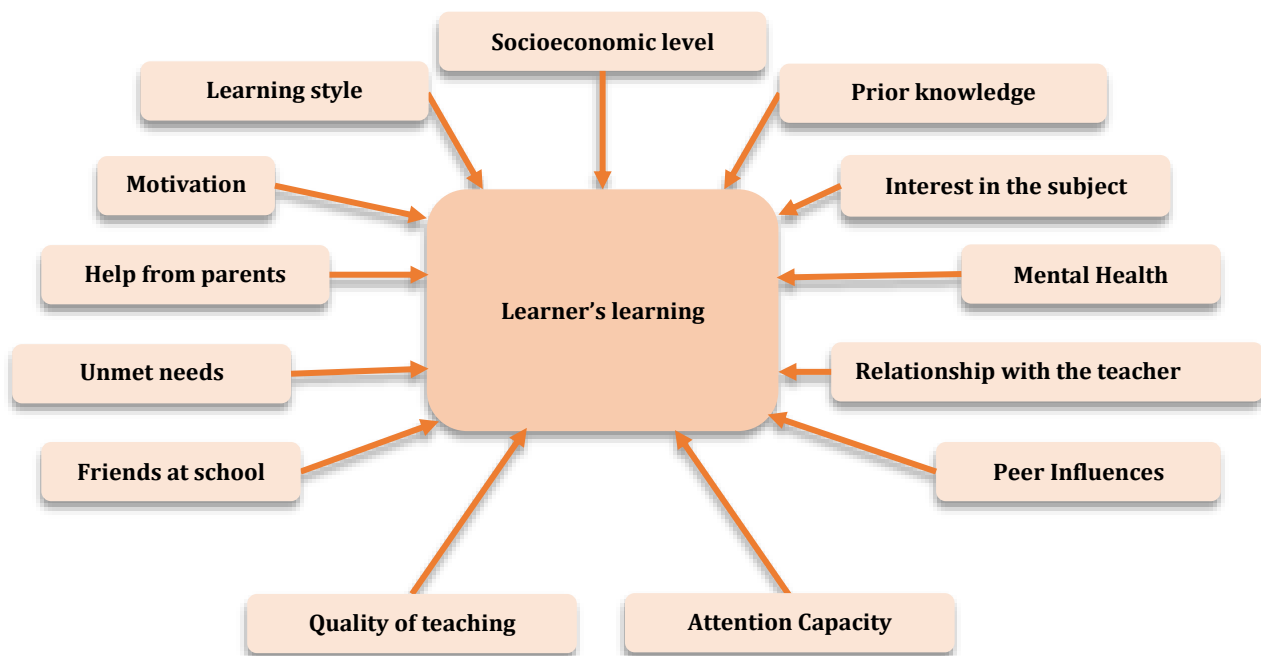 Socioeconomic level
Learning style
Prior knowledge
Motivation
Interest in the subject
Help from parents
Mental Health
Learner’s learning
Unmet needs
Relationship with the teacher
Friends at school
Peer Influences
Quality of teaching
Attention Capacity